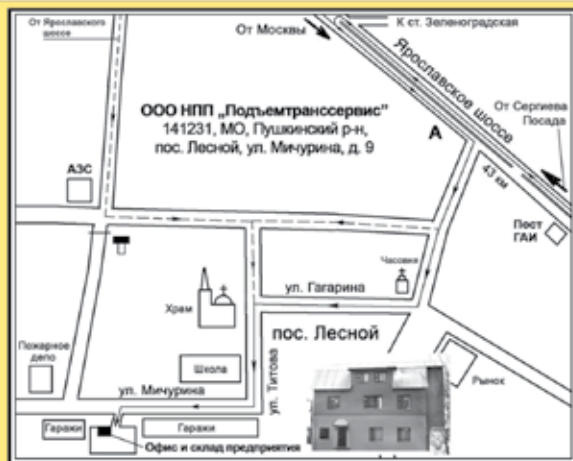 От Ярославского
шоссе
От Москвы
К ст. Зеленоградская
Ярославское шоссе
От Сергиева
Посада
ООО НПП „Подъемтранссервис”
141231, МО, Пушкинский р-н,
пос. Лесной, ул. Мичурина, д. 9
А
АЗС
43 км
Пост
ГАИ
Часовня
ул. Гагарина
Храм
пос. Лесной
Пожарное
депо
Школа
ул. Титова
Рынок
ул. Мичурина
Гаражи
Гаражи
Офис и склад предприятия